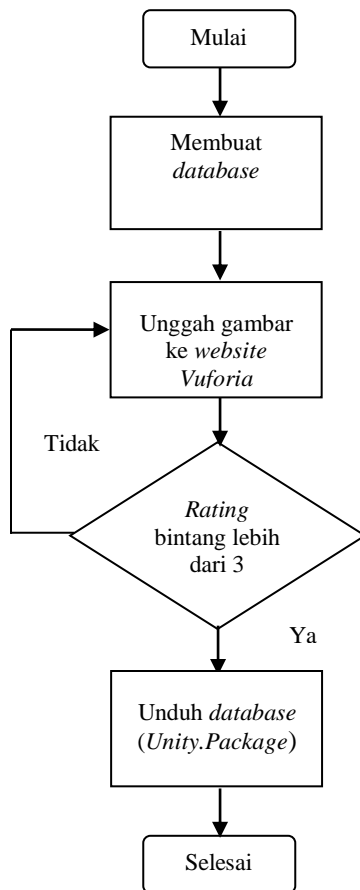 Mulai
Membuat
database
Unggah gambar
ke website
Vuforia
Tidak
Rating
bintang lebih
dari 3
Ya
Unduh database
(Unity.Package)
Selesai